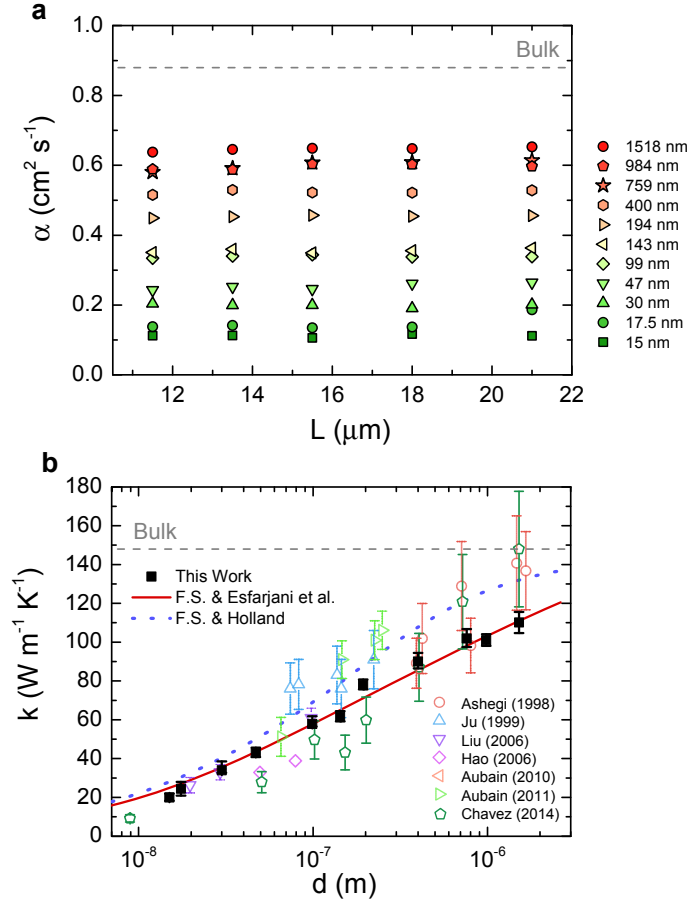 a
1.0
0.8
0.6
0.4
0.2
0.0
α (cm² s⁻¹)
Bulk
12 14 16 18 20 22
L (μm)
1518 nm
984 nm
759 nm
400 nm
194 nm
143 nm
99 nm
47 nm
30 nm
17.5 nm
15 nm
b
180
160
140
120
100
80
60
40
20
0
k (W m⁻¹ K⁻¹)
Bulk
This Work
F.S. & Esfarjani et al.
F.S. & Holland
Ashegi (1998)
Ju (1999)
Liu (2006)
Hao (2006)
Aubain (2010)
Aubain (2011)
Chavez (2014)
10⁻⁸ 10⁻⁷ 10⁻⁶
d (m)